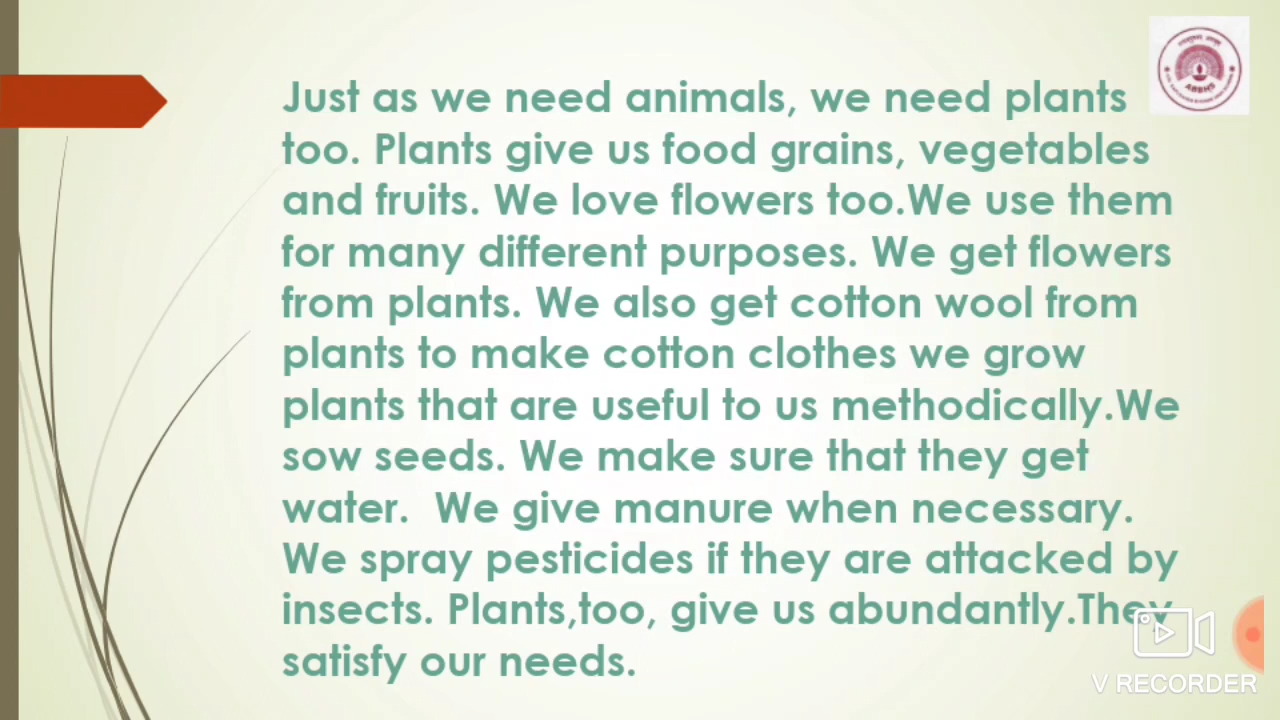 Just as we need animals, we need plants
too. Plants give us food grains, vegetables
and fruits. We love flowers too.We use them
for many different purposes. We get flowers
from plants. We also get cotton wool from
plants to make cotton clothes we grow
plants that are useful to us methodically.We
sow seeds. We make sure that they get
water.  We give manure when necessary.
We spray pesticides if they are attacked by
insects. Plants,too, give us abundantly.They
satisfy our needs.
ABBHS
V RECORDER